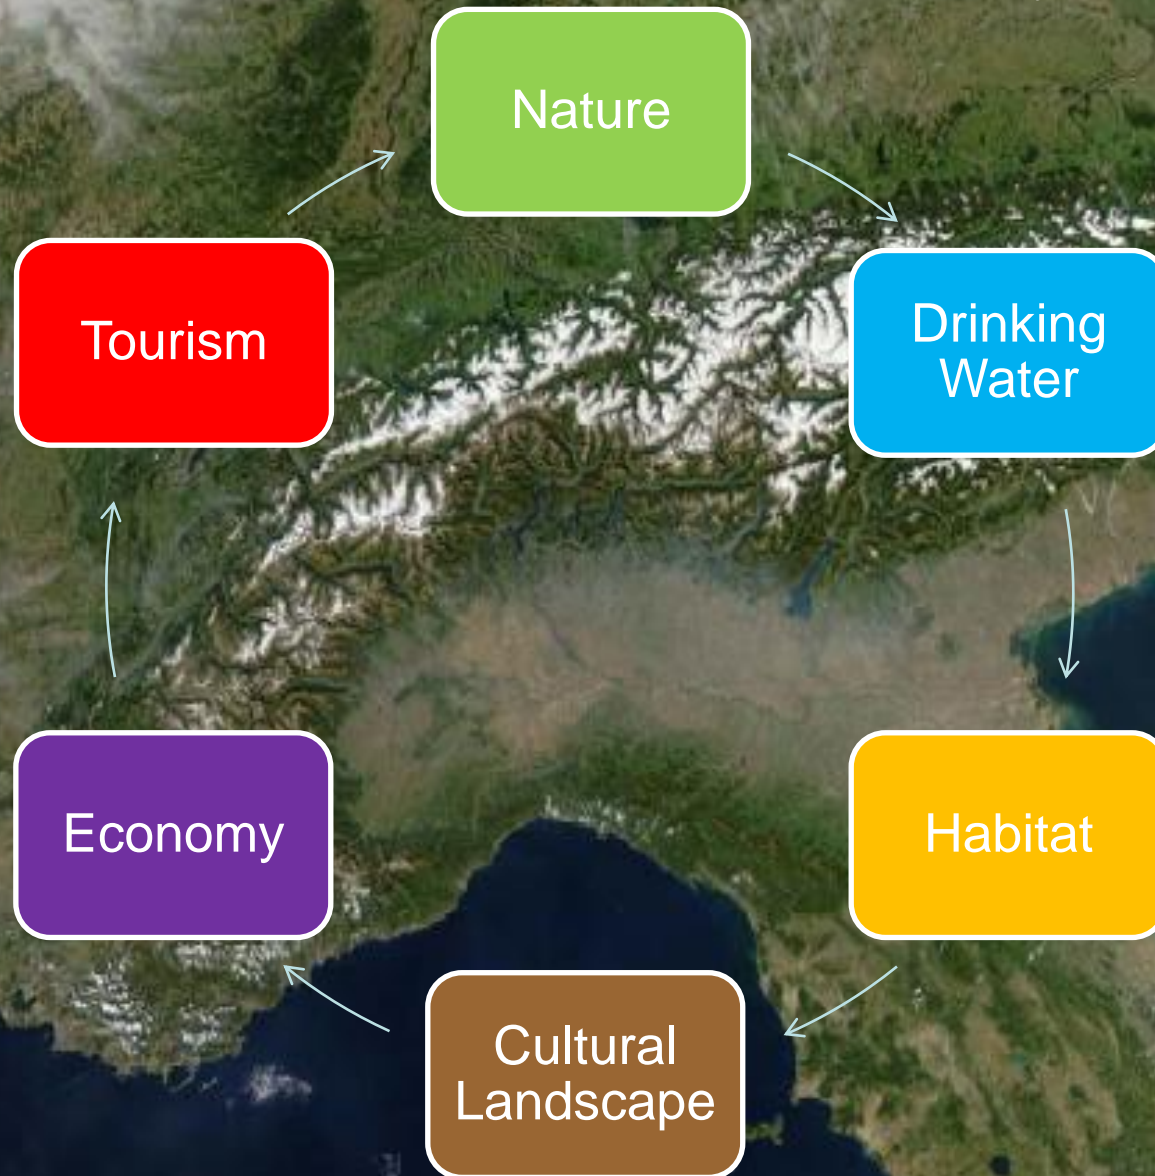 Nature
Tourism
Drinking
Water
Economy
Habitat
Cultural
Landscape